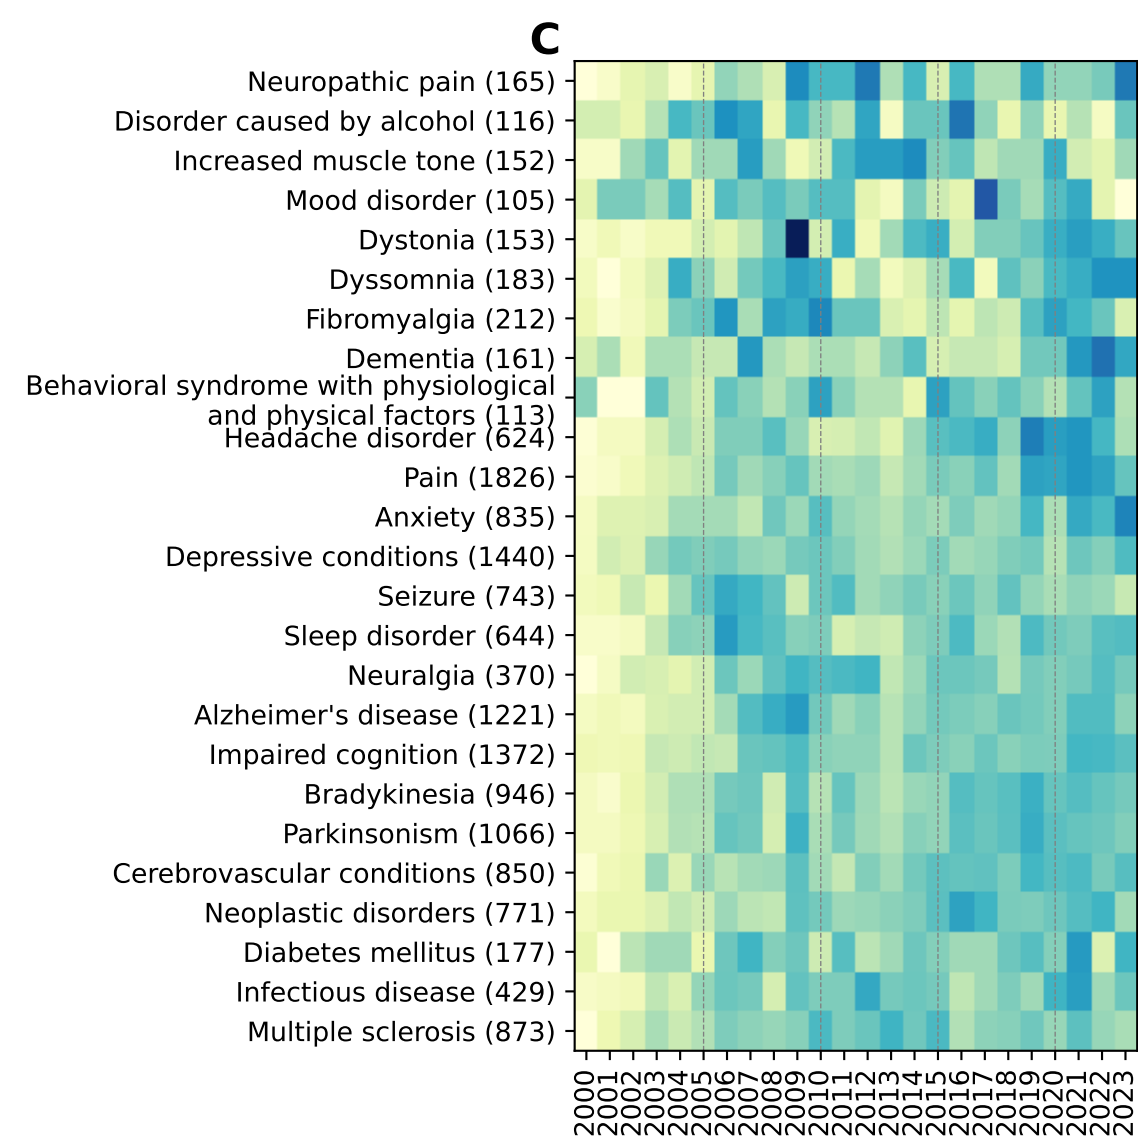 C
Neuropathic pain (165)
Disorder caused by alcohol (116)
Increased muscle tone (152)
Mood disorder (105)
Dystonia (153)
Dyssomnia (183)
Fibromyalgia (212)
Dementia (161)
Behavioral syndrome with physiological
and physical factors (113)
Headache disorder (624)
Pain (1826)
Anxiety (835)
Depressive conditions (1440)
Seizure (743)
Sleep disorder (644)
Neuralgia (370)
Alzheimer's disease (1221)
Impaired cognition (1372)
Bradykinesia (946)
Parkinsonism (1066)
Cerebrovascular conditions (850)
Neoplastic disorders (771)
Diabetes mellitus (177)
Infectious disease (429)
Multiple sclerosis (873)
2000
2001
2002
2003
2004
2005
2006
2007
2008
2009
2010
2011
2012
2013
2014
2015
2016
2017
2018
2019
2020
2021
2022
2023